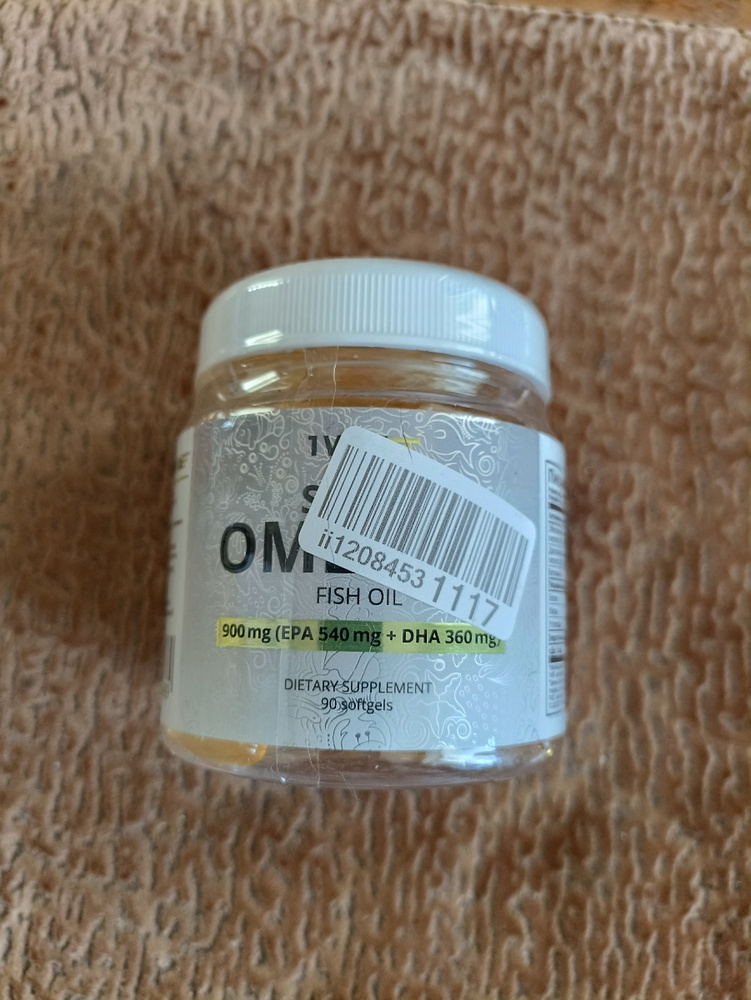 ii1208453 1117
FISH OIL
900 mg (EPA 540 mg + DHA 360 mg)
DIETARY SUPPLEMENT
90 softgels